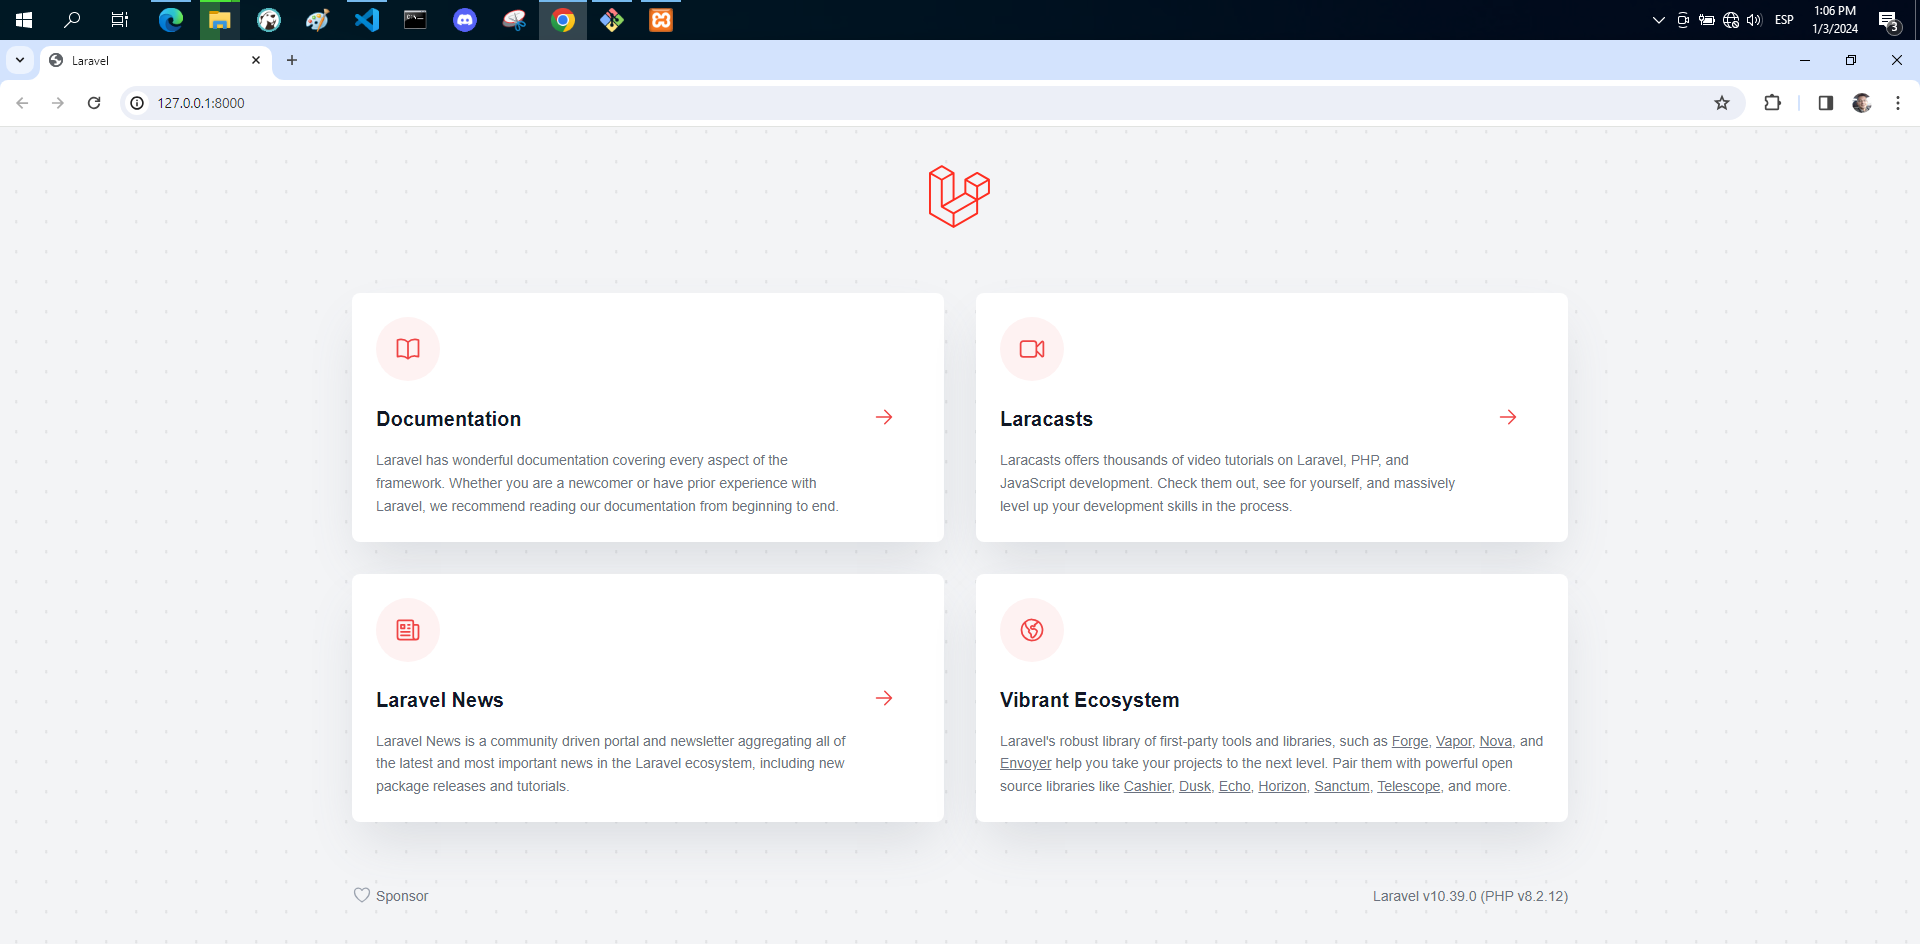 1:06 PM
ESP
1/3/2024
3
Laravel
127.0.0.1:8000
Documentation
Laravel has wonderful documentation covering every aspect of the
framework. Whether you are a newcomer or have prior experience with
Laravel, we recommend reading our documentation from beginning to end.
Laracasts
Laracasts offers thousands of video tutorials on Laravel, PHP, and
JavaScript development. Check them out, see for yourself, and massively
level up your development skills in the process.
Laravel News
Laravel News is a community driven portal and newsletter aggregating all of
the latest and most important news in the Laravel ecosystem, including new
package releases and tutorials.
Vibrant Ecosystem
Laravel's robust library of first-party tools and libraries, such as Forge, Vapor, Nova, and
Envoyer help you take your projects to the next level. Pair them with powerful open
source libraries like Cashier, Dusk, Echo, Horizon, Sanctum, Telescope, and more.
Sponsor
Laravel v10.39.0 (PHP v8.2.12)